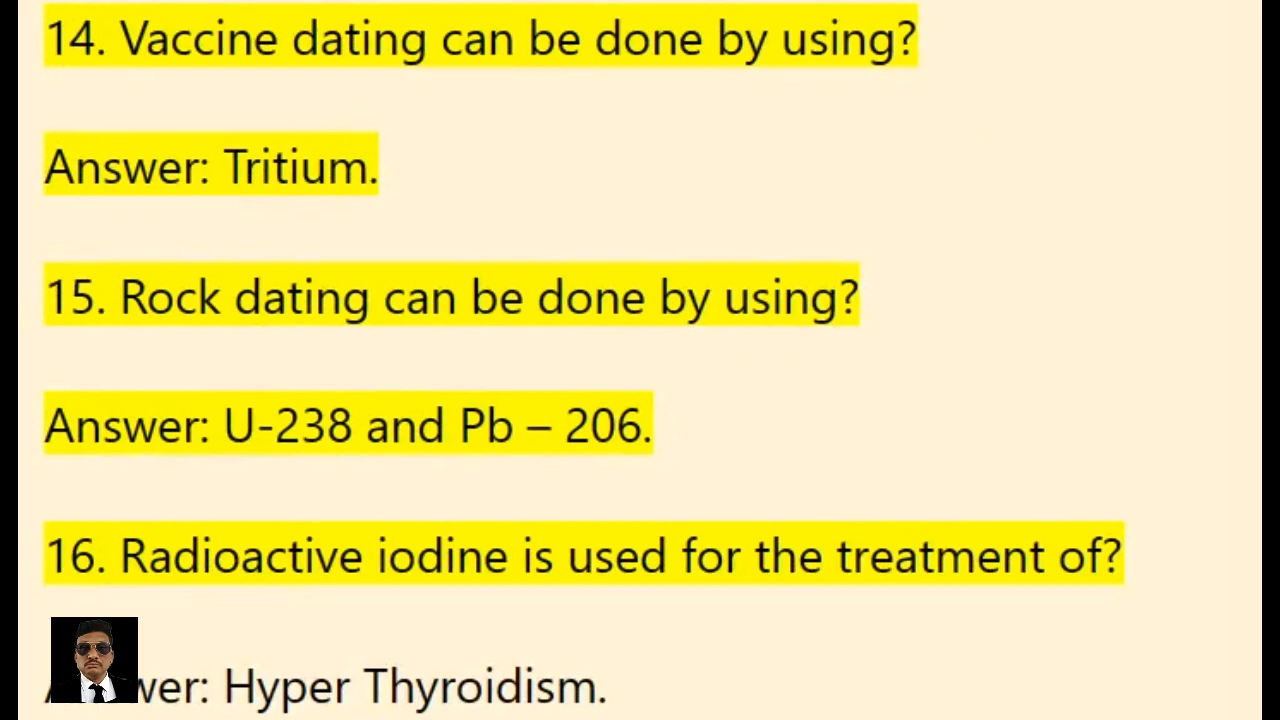 14. Vaccine dating can be done by using?
Answer: Tritium.
15. Rock dating can be done by using?
Answer: U-238 and Pb – 206.
16. Radioactive iodine is used for the treatment of?
Hyper Thyroidism.